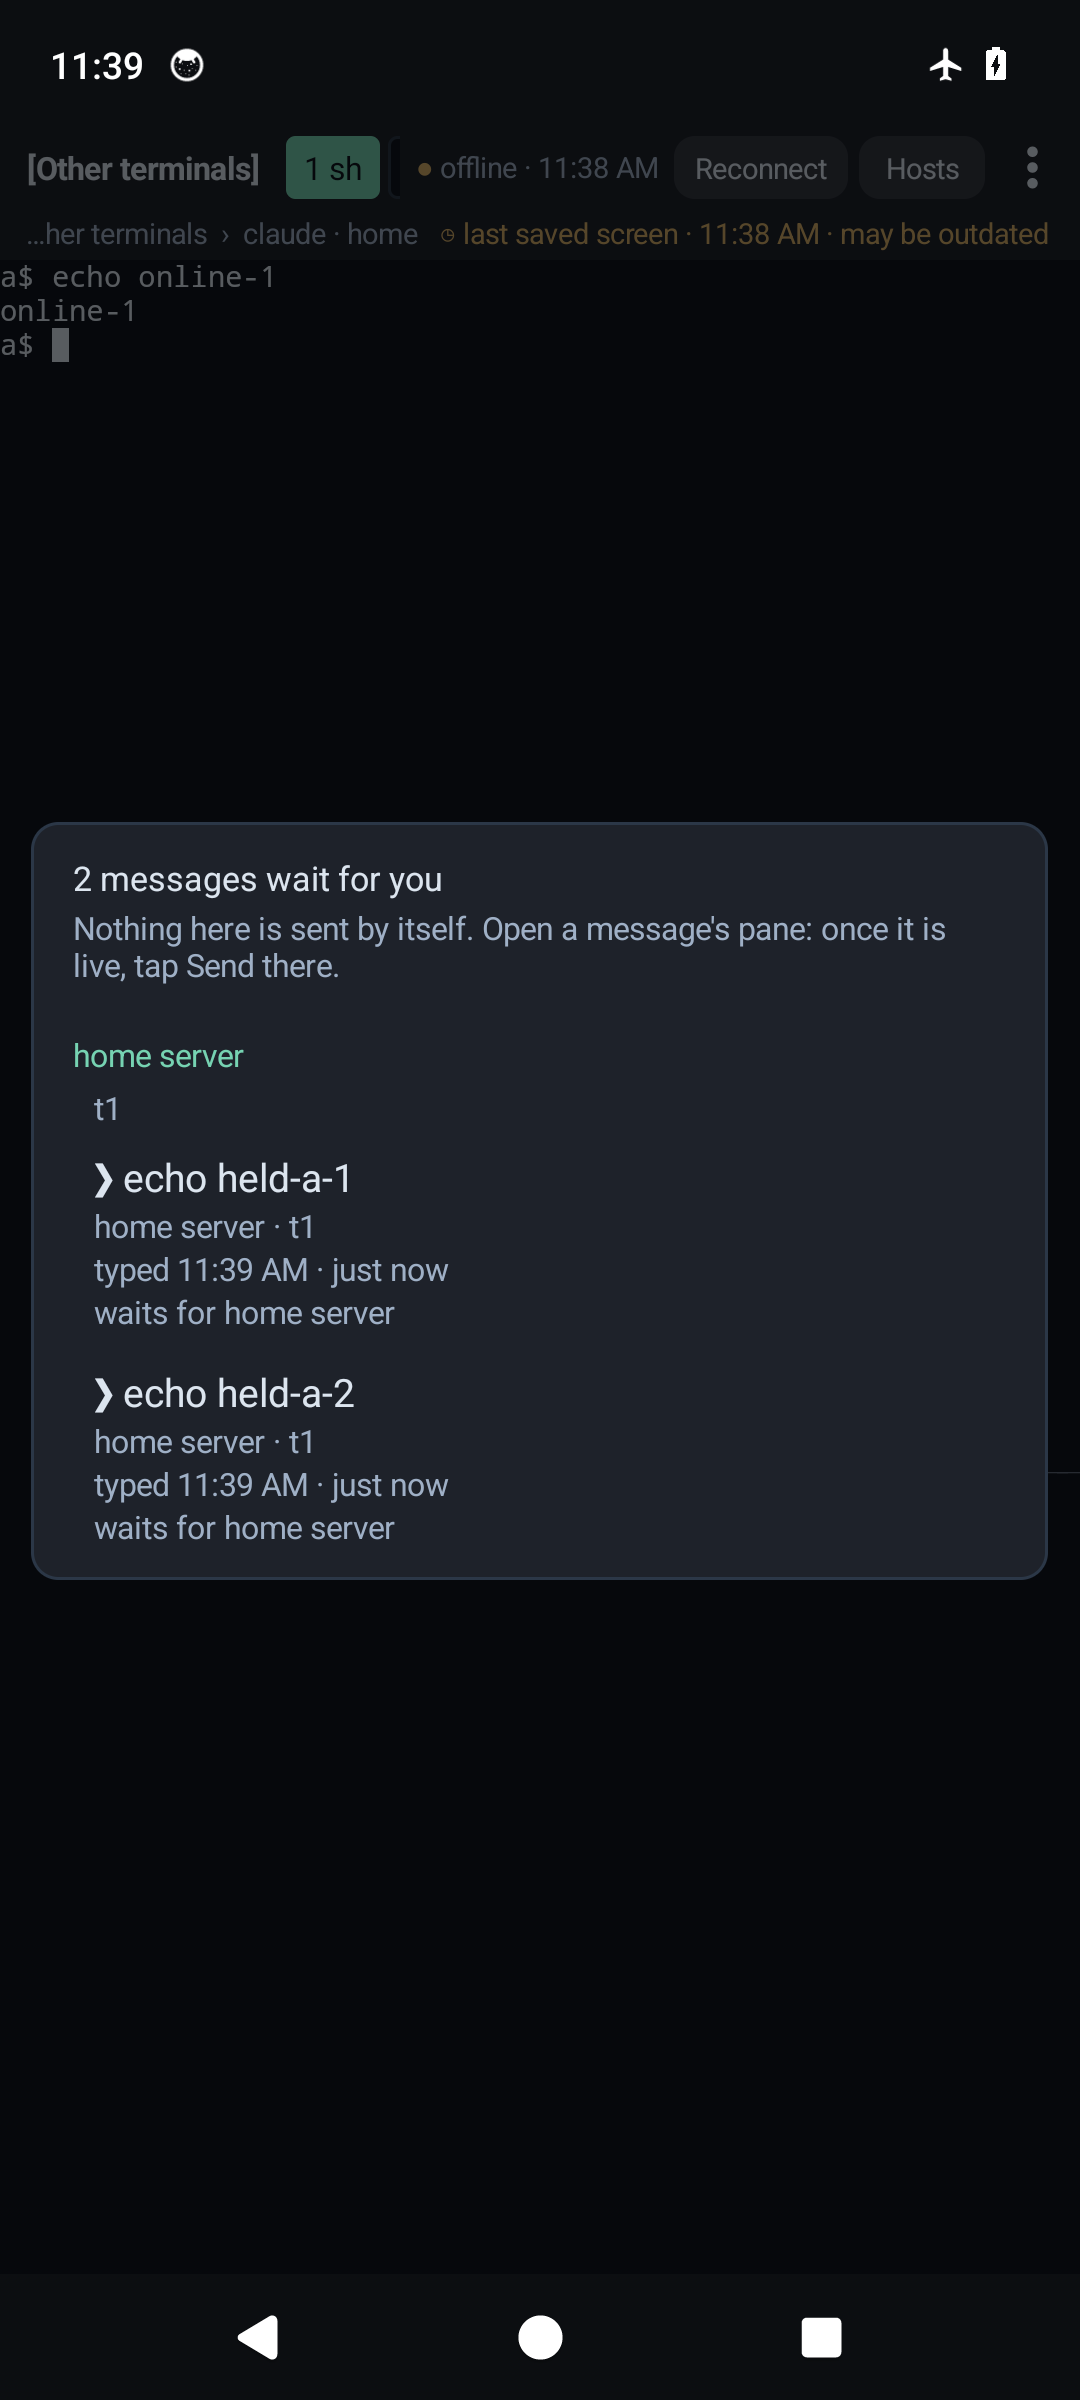 11:39
[Other terminals] 1 sh offline · 11:38 AM Reconnect Hosts
...her terminals › claude · home last saved screen · 11:38 AM · may be outdated
a$ echo online-1
online-1
a$
2 messages wait for you
Nothing here is sent by itself. Open a message's pane: once it is
live, tap Send there.
home server
t1
❯ echo held-a-1
home server · t1
typed 11:39 AM · just now
waits for home server
❯ echo held-a-2
home server · t1
typed 11:39 AM · just now
waits for home server